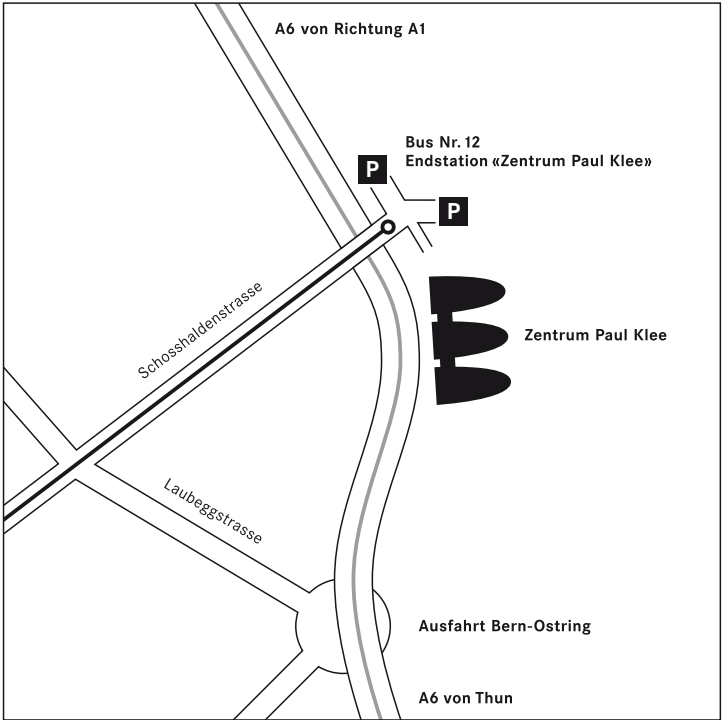 A6 von Richtung A1
Bus Nr. 12
Endstation «Zentrum Paul Klee»
P
P
Schosshaldenstrasse
Zentrum Paul Klee
Laubeggstrasse
Ausfahrt Bern-Ostring
A6 von Thun